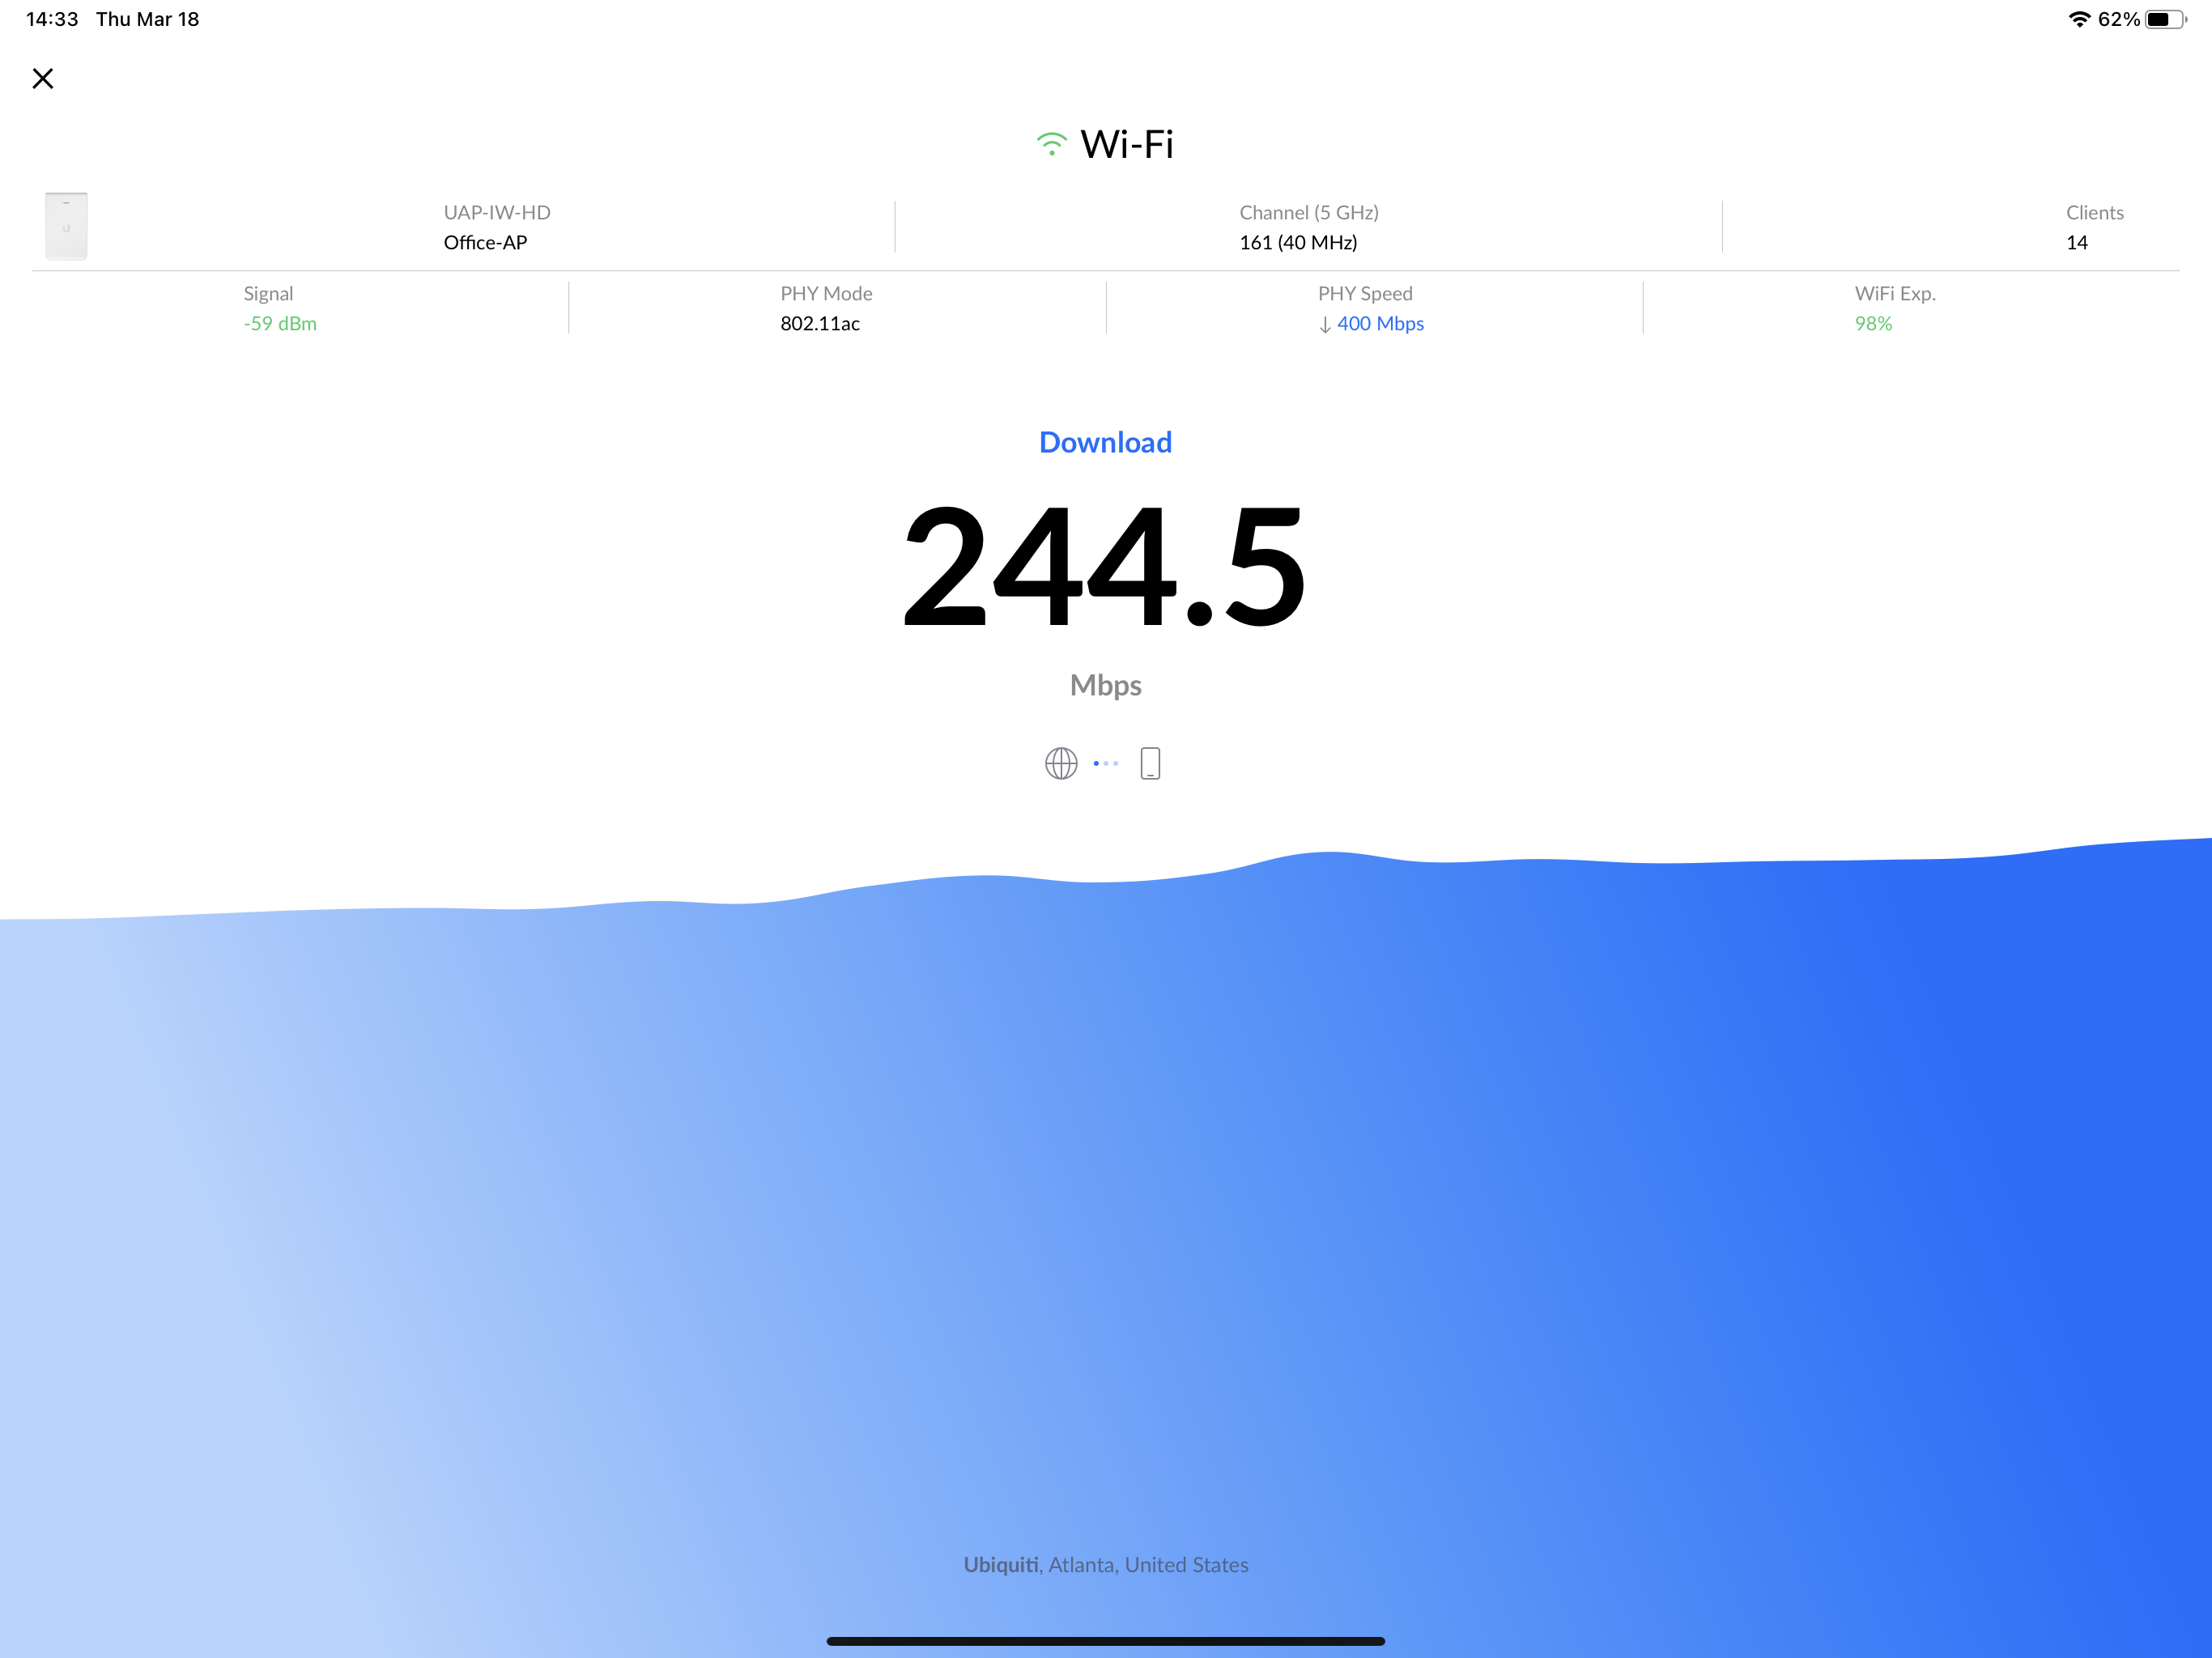 14:33 Thu Mar 18 62%
Wi-Fi
UAP-IW-HD Channel (5 GHz) Clients
Office-AP 161 (40 MHz) 14
Signal PHY Mode PHY Speed WiFi Exp.
-59 dBm 802.11ac ↓ 400 Mbps 98%
Download
244.5
Mbps
Ubiquiti, Atlanta, United States